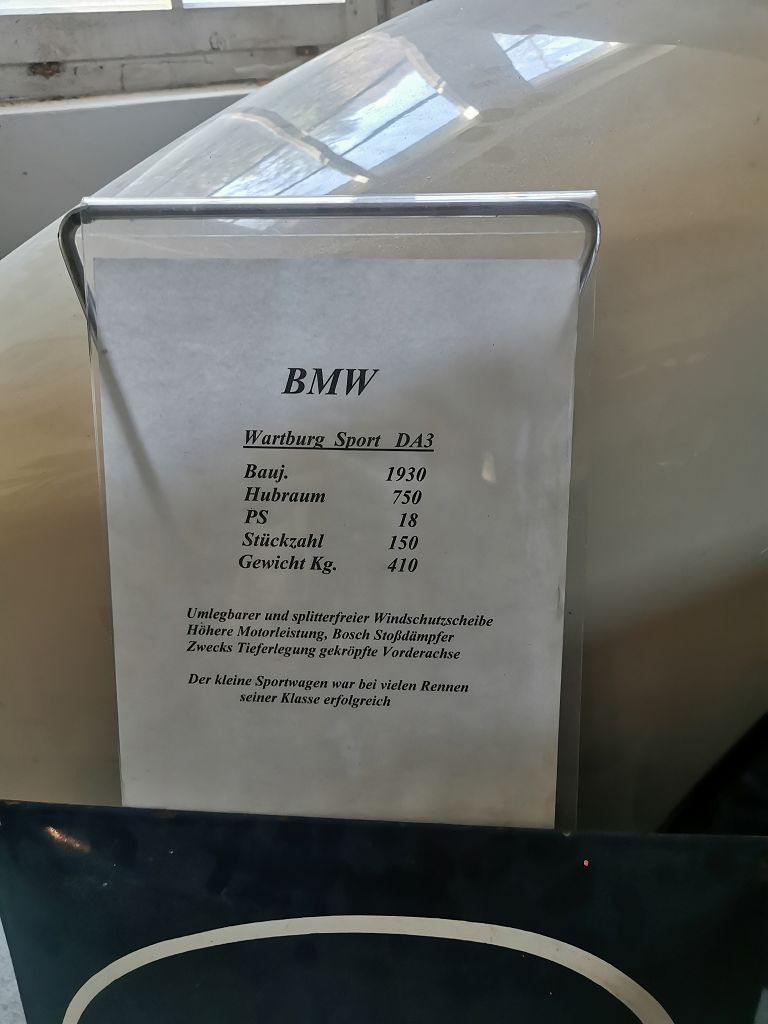 BMW
Wartburg Sport DA3
Bauj. 1930
Hubraum 750
PS 18
Stückzahl 150
Gewicht Kg. 410
Umlegbarer und splitterfreier Windschutzscheibe
Höhere Motorleistung, Bosch Stoßdämpfer
Zwecks Tieferlegung gekröpfte Vorderachse
Der kleine Sportwagen war bei vielen Rennen
seiner Klasse erfolgreich